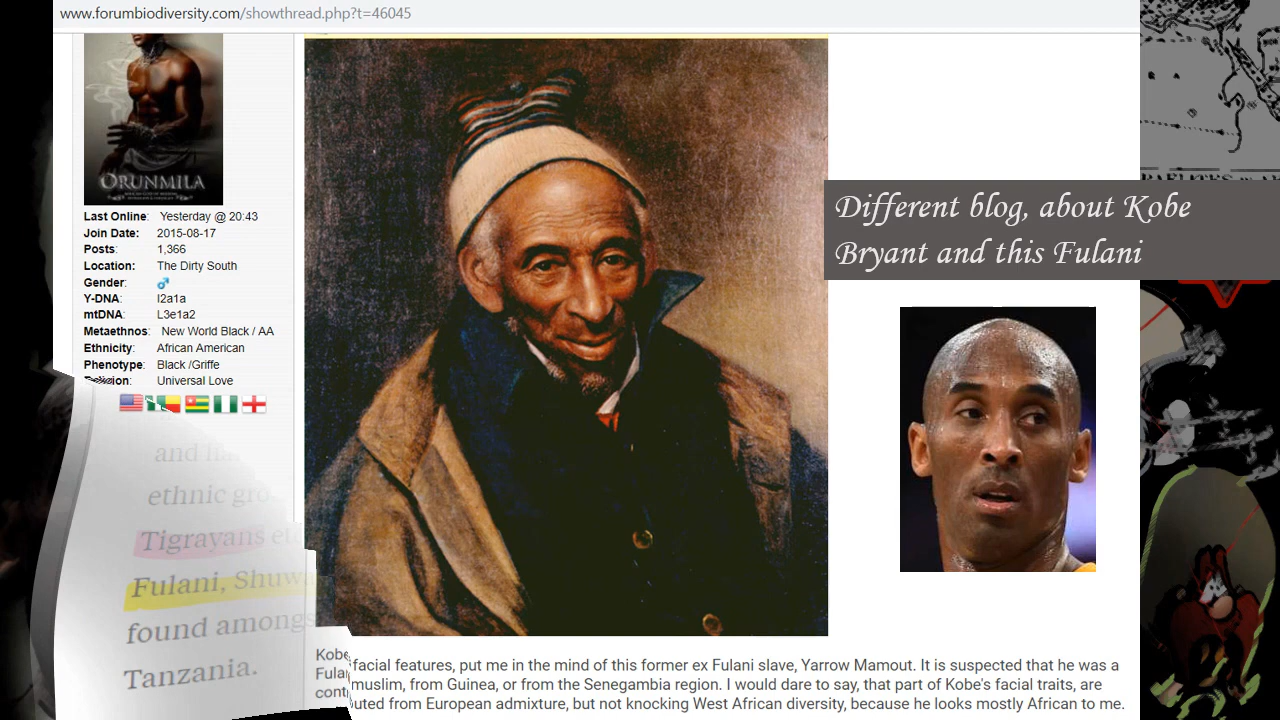 www.forumbiodiversity.com/showthread.php?t=46045
ORUNMILA
Last Online: Yesterday @ 20:43
Join Date: 2015-08-17
Posts: 1,366
Location: The Dirty South
Gender:
Y-DNA: I2a1a
mtDNA: L3e1a2
Metaethnos: New World Black / AA
Ethnicity: African American
Phenotype: Black /Griffe
Universal Love
Different blog, about Kobe
Bryant and this Fulani
and
ethnic
Tigrayans
Fulani,
found amongs
Tanzania.
Kobe facial features, put me in the mind of this former ex Fulani slave, Yarrow Mamout. It is suspected that he was a
muslim, from Guinea, or from the Senegambia region. I would dare to say, that part of Kobe's facial traits, are
from European admixture, but not knocking West African diversity, because he looks mostly African to me.